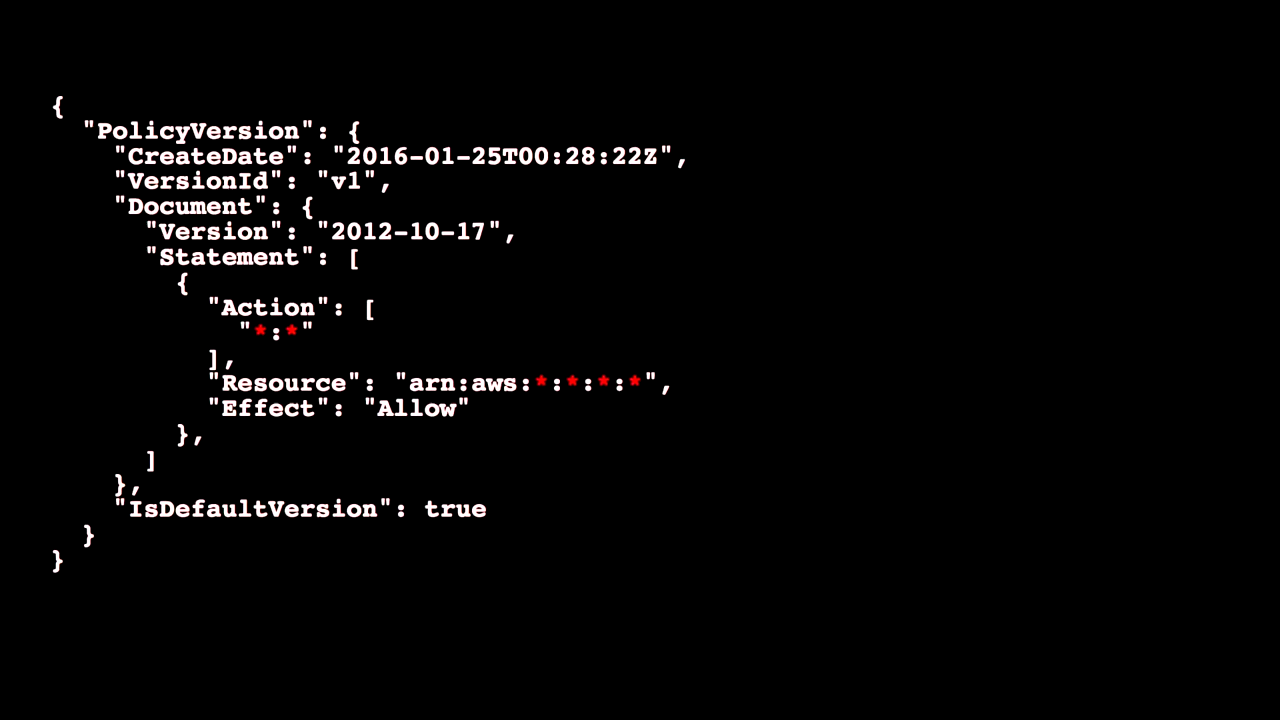 {
  "PolicyVersion": {
    "CreateDate": "2016-01-25T00:28:22Z",
    "VersionId": "v1",
    "Document": {
      "Version": "2012-10-17",
      "Statement": [
        {
          "Action": [
            "*:*"
          ],
          "Resource": "arn:aws:*:*:*:*",
          "Effect": "Allow"
        },
      ]
    },
    "IsDefaultVersion": true
  }
}